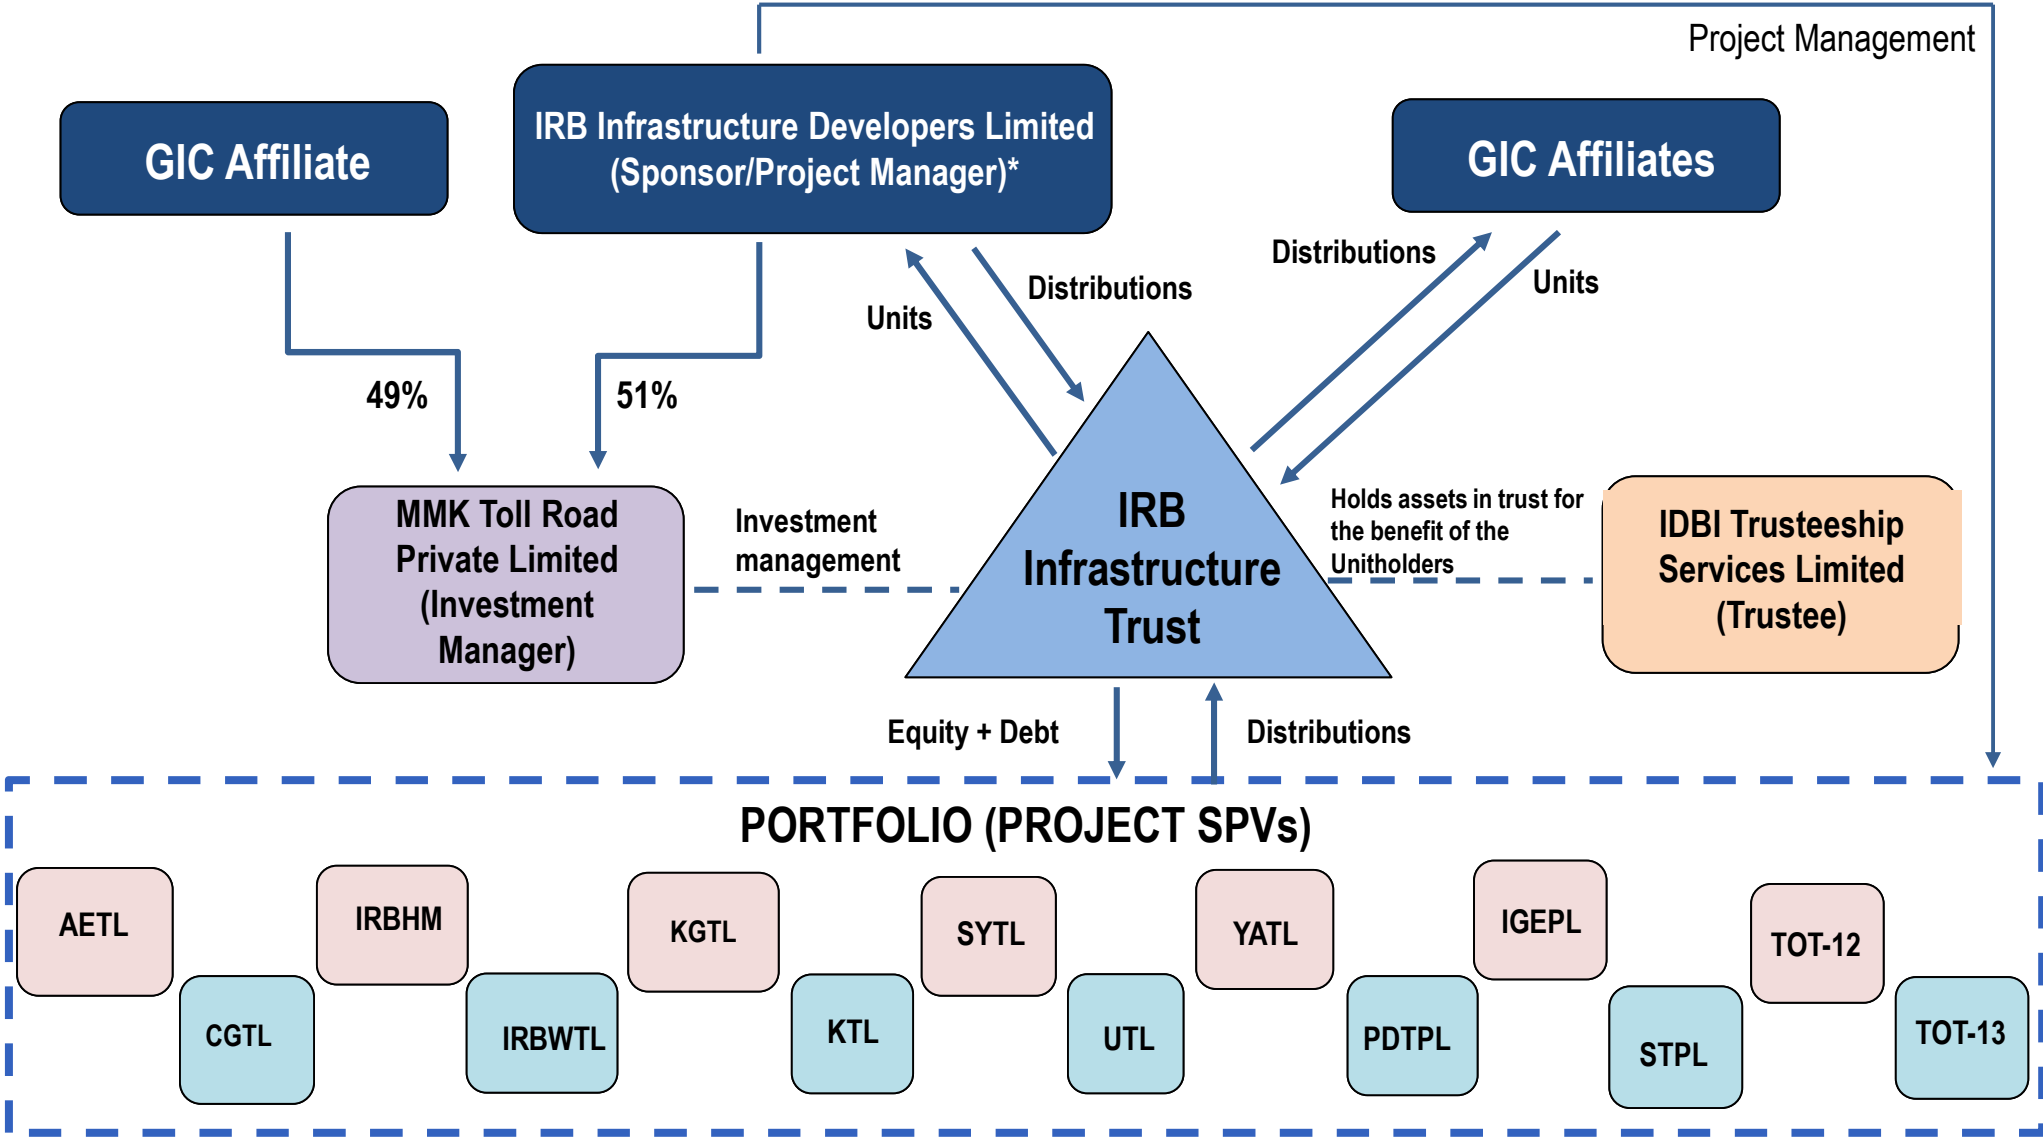 Project Management
GIC Affiliate
IRB Infrastructure Developers Limited
(Sponsor/Project Manager)*
GIC Affiliates
Distributions
Units
Distributions
Units
49%
51%
MMK Toll Road
Private Limited
(Investment
Manager)
Investment
management
IRB
Infrastructure
Trust
Holds assets in trust for
the benefit of the
Unitholders
IDBI Trusteeship
Services Limited
(Trustee)
Equity + Debt
Distributions
PORTFOLIO (PROJECT SPVs)
AETL
IRBHM
KGTL
SYTL
YATL
IGEPL
TOT-12
CGTL
IRBWTL
KTL
UTL
PDTPL
STPL
TOT-13